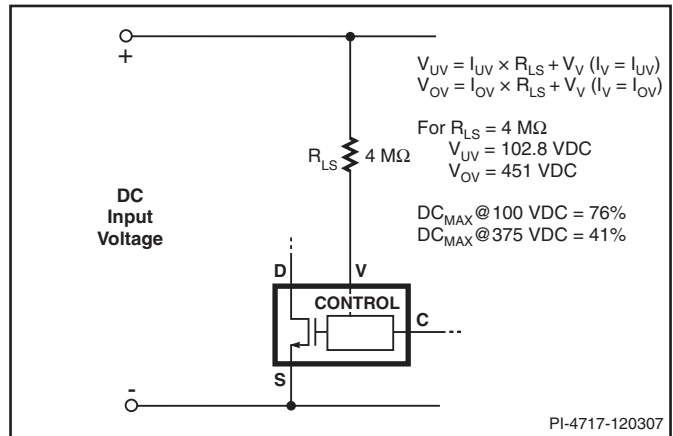 +
V_UV = I_UV × R_LS + V_V (I_V = I_UV)
V_OV = I_OV × R_LS + V_V (I_V = I_OV)
For R_LS = 4 MΩ
V_UV = 102.8 VDC
V_OV = 451 VDC
DC_MAX@100 VDC = 76%
DC_MAX@375 VDC = 41%
R_LS 4 MΩ
DC
Input
Voltage
D V
CONTROL
C
S
-
PI-4717-120307